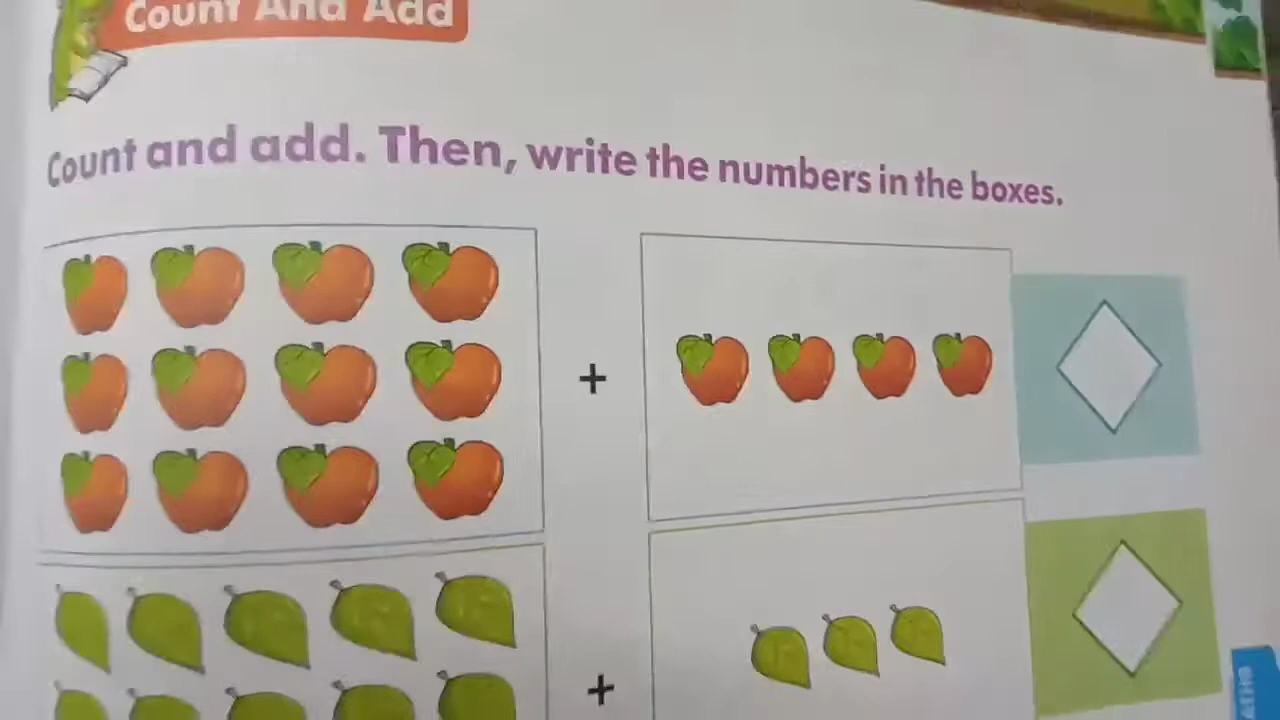 Count And Add
Count and add. Then, write the numbers in the boxes.
+
+